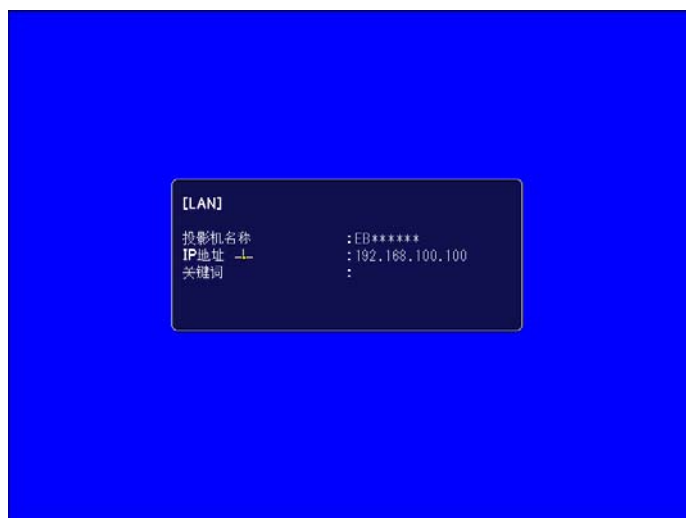 [LAN]
投影机名称 :EB******
IP地址 :192.168.100.100
关键词 :